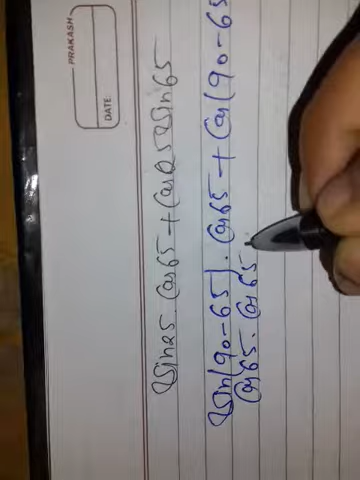 PRAKASH
DATE
Sin25. Cos65 + Cos25 Sin65
Sin(90-65). Cos65 + Cos(90-65
Cos65. Cos65